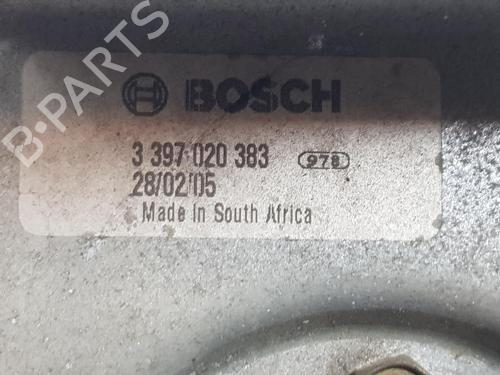 BOSCH
3 397 020 383 978
28/02/05
Made In South Africa
B-PARTS